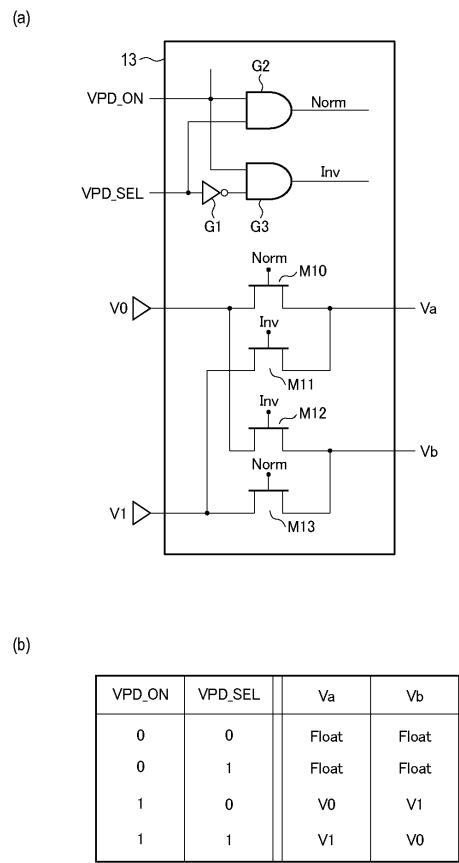 (a)
13
G2
VPD_ON
Norm
Inv
VPD_SEL
G1
G3
Norm
M10
V0
Va
Inv
M11
Inv
M12
Vb
Norm
V1
M13
(b)
VPD_ON VPD_SEL Va Vb
0 0 Float Float
0 1 Float Float
1 0 V0 V1
1 1 V1 V0